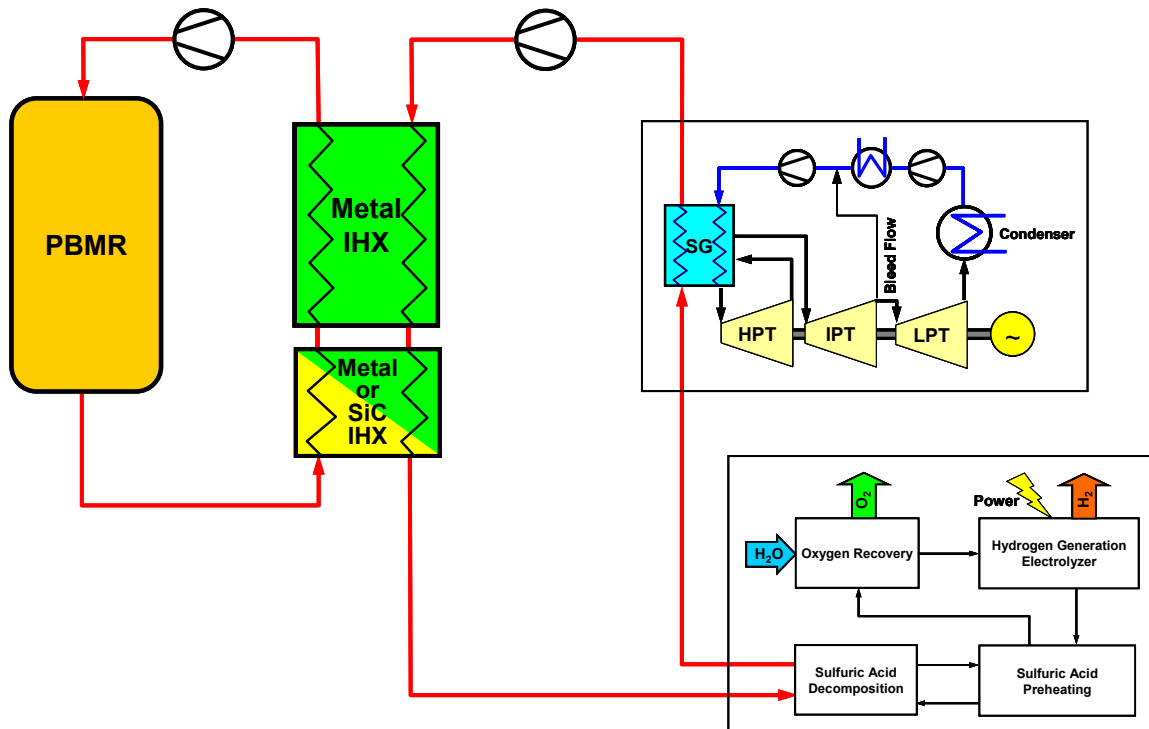 PBMR
Metal
IHX
Metal
or
SiC
IHX
SG
Bleed Flow
Condenser
HPT
IPT
LPT
~
O₂
Power
H₂
H₂O
Oxygen Recovery
Hydrogen Generation
Electrolyzer
Sulfuric Acid
Decomposition
Sulfuric Acid
Preheating